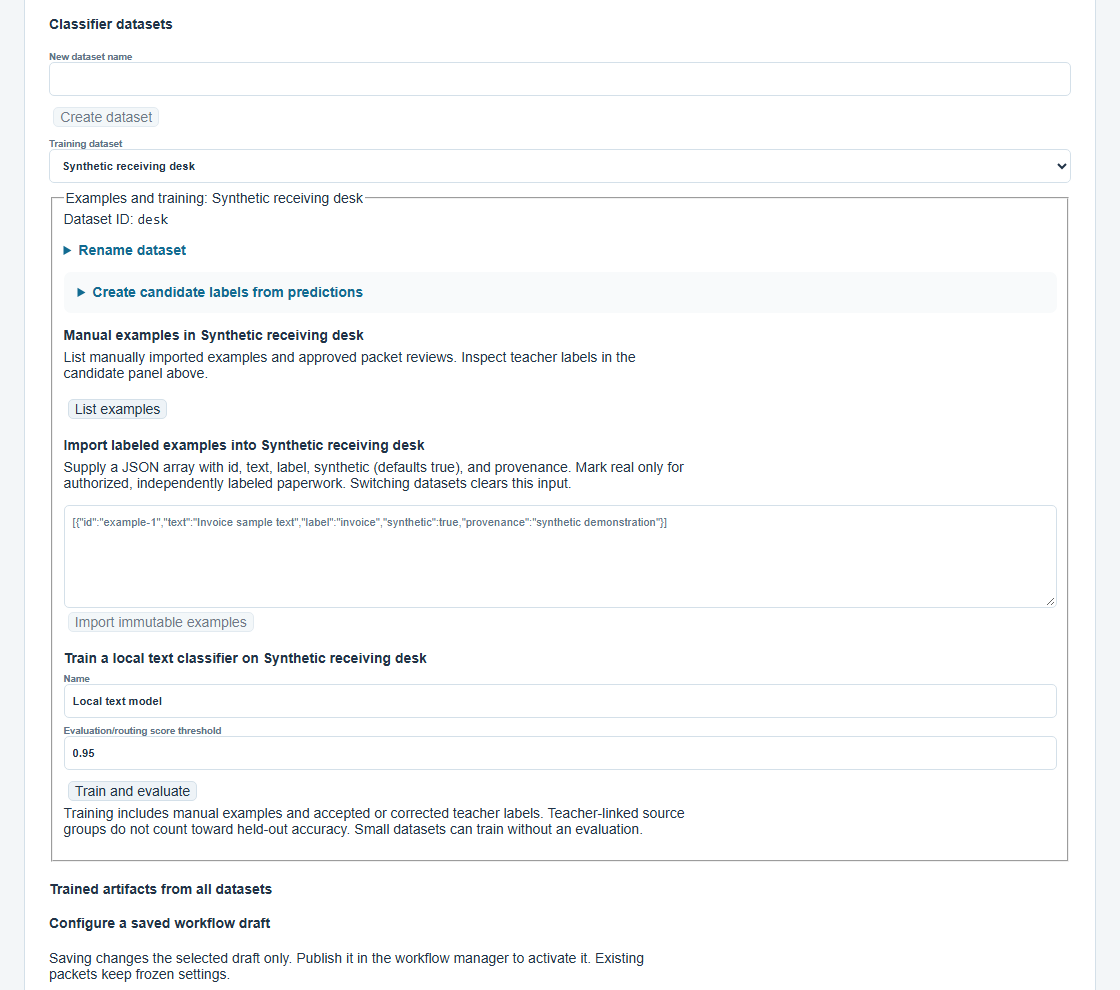 Classifier datasets
New dataset name
Create dataset
Training dataset
Synthetic receiving desk
Examples and training: Synthetic receiving desk
Dataset ID: desk
Rename dataset
Create candidate labels from predictions
Manual examples in Synthetic receiving desk
List manually imported examples and approved packet reviews. Inspect teacher labels in the
candidate panel above.
List examples
Import labeled examples into Synthetic receiving desk
Supply a JSON array with id, text, label, synthetic (defaults true), and provenance. Mark real only for
authorized, independently labeled paperwork. Switching datasets clears this input.
[{"id":"example-1","text":"Invoice sample text","label":"invoice","synthetic":true,"provenance":"synthetic demonstration"}]
Import immutable examples
Train a local text classifier on Synthetic receiving desk
Name
Local text model
Evaluation/routing score threshold
0.95
Train and evaluate
Training includes manual examples and accepted or corrected teacher labels. Teacher-linked source
groups do not count toward held-out accuracy. Small datasets can train without an evaluation.
Trained artifacts from all datasets
Configure a saved workflow draft
Saving changes the selected draft only. Publish it in the workflow manager to activate it. Existing
packets keep frozen settings.